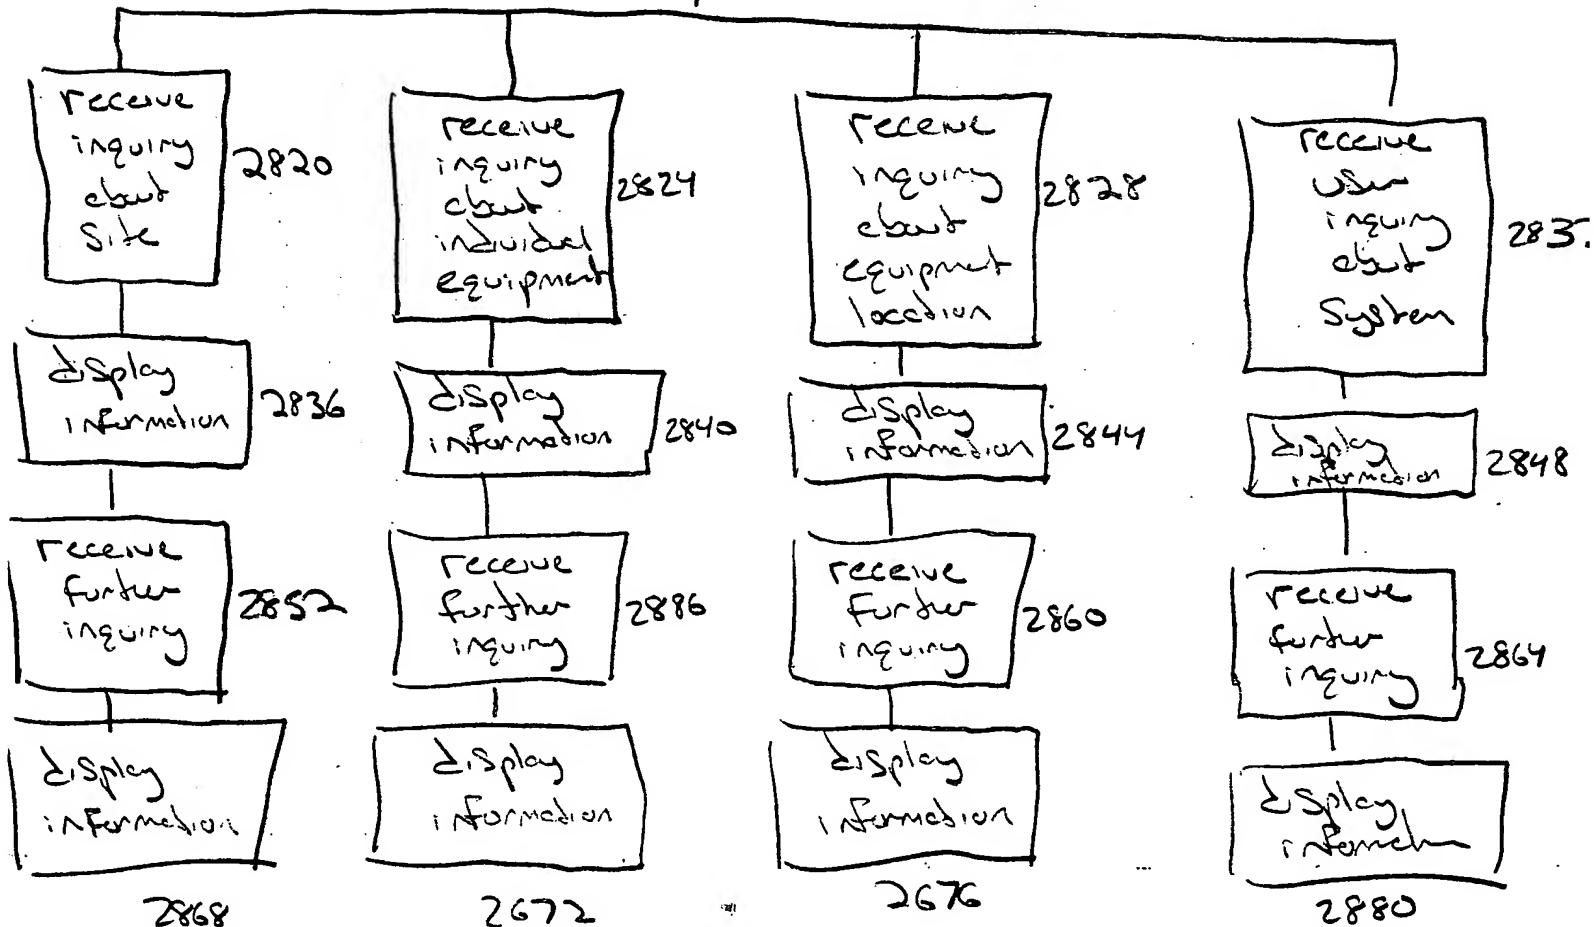 receive
inquiry
about
Site
2820
receive
inquiry
about
individual
equipment
2824
receive
inquiry
about
equipment
location
2828
receive
user
inquiry
about
System
283
display
information
2836
display
information
2840
display
information
2844
display
information
2848
receive
further
inquiry
2852
receive
further
inquiry
2886
receive
further
inquiry
2860
receive
further
inquiry
2864
display
information
2868
display
information
2672
display
information
2676
display
information
2880